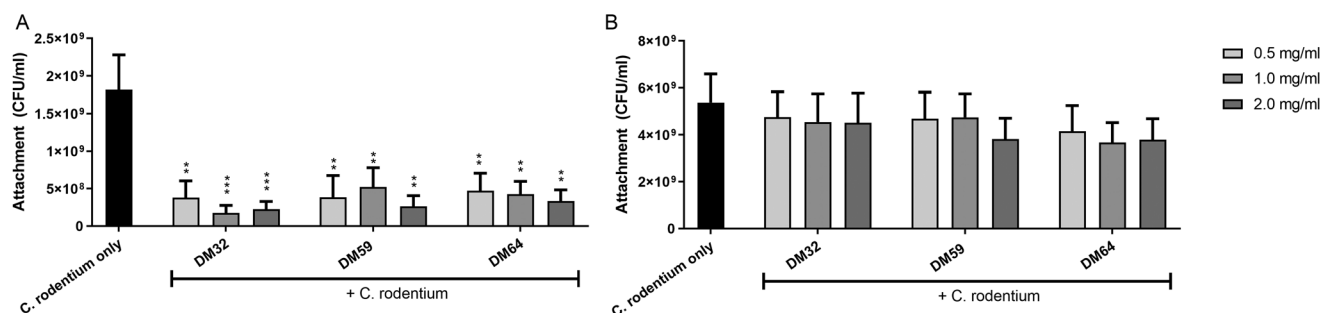 A
Attachment (CFU/ml)
2.5×10⁹
2×10⁹
1.5×10⁹
1×10⁹
5×10⁸
0
**
***
***
**
**
**
**
**
**
C. rodentium only
DM32
DM59
DM64
+ C. rodentium
B
Attachment (CFU/ml)
8×10⁹
6×10⁹
4×10⁹
2×10⁹
0
C. rodentium only
DM32
DM59
DM64
+ C. rodentium
0.5 mg/ml
1.0 mg/ml
2.0 mg/ml